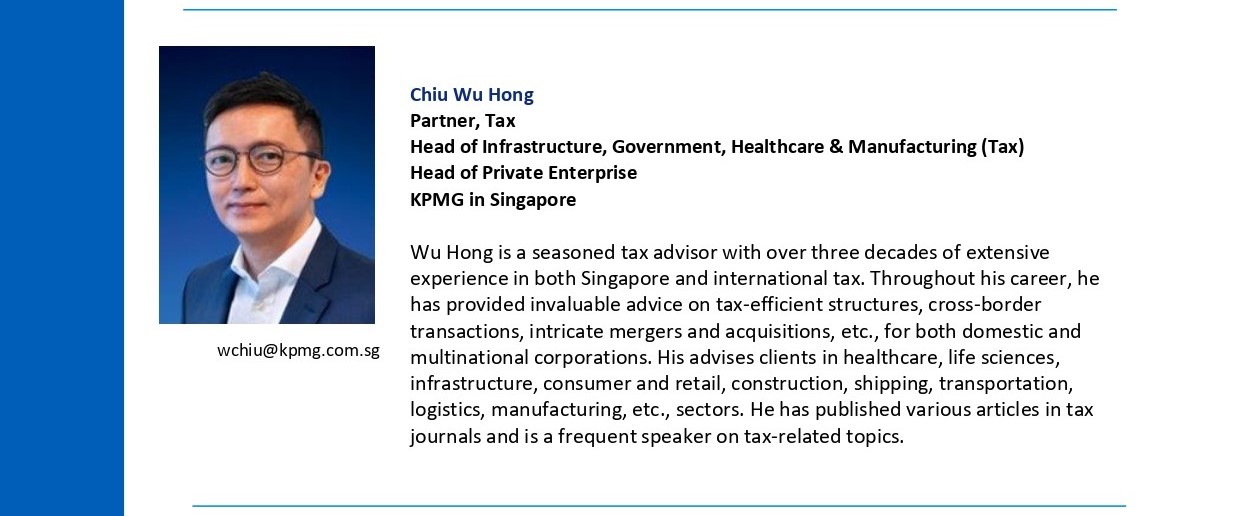 Chiu Wu Hong
Partner, Tax
Head of Infrastructure, Government, Healthcare & Manufacturing (Tax)
Head of Private Enterprise
KPMG in Singapore
Wu Hong is a seasoned tax advisor with over three decades of extensive
experience in both Singapore and international tax. Throughout his career, he
has provided invaluable advice on tax-efficient structures, cross-border
transactions, intricate mergers and acquisitions, etc., for both domestic and
multinational corporations. His advises clients in healthcare, life sciences,
infrastructure, consumer and retail, construction, shipping, transportation,
logistics, manufacturing, etc., sectors. He has published various articles in tax
journals and is a frequent speaker on tax-related topics.
wchiu@kpmg.com.sg